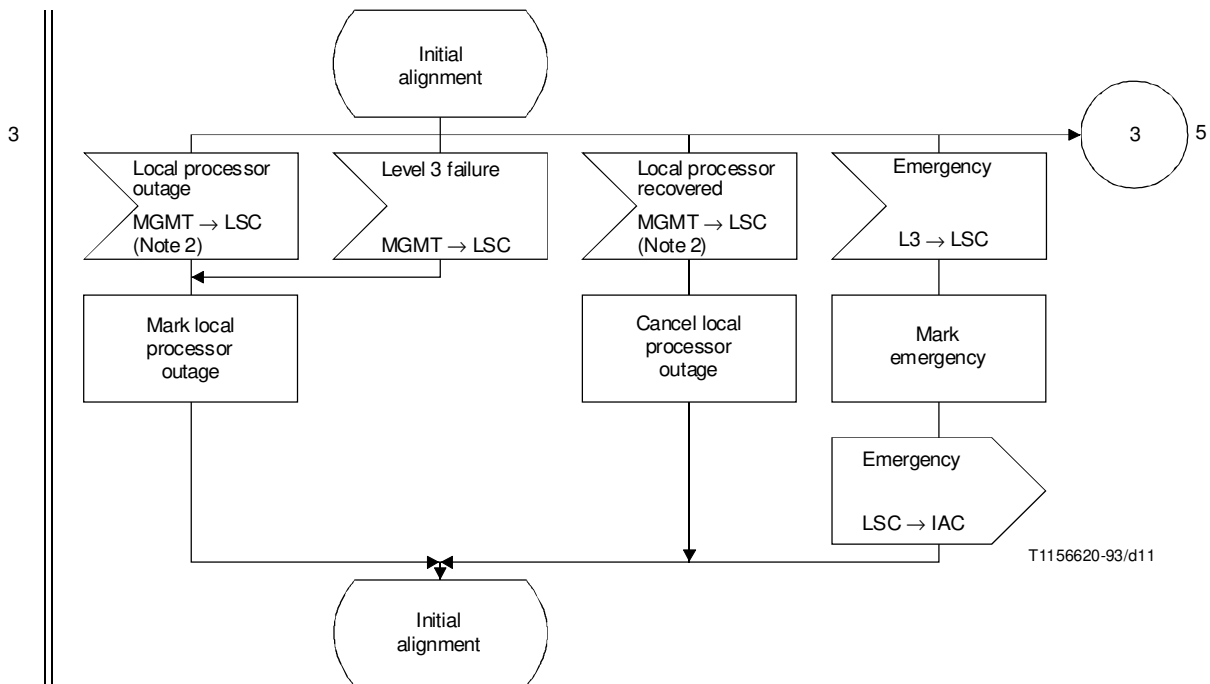 Initial
alignment
3
3
5
Local processor
outage
MGMT → LSC
(Note 2)
Level 3 failure
MGMT → LSC
Local processor
recovered
MGMT → LSC
(Note 2)
Emergency
L3 → LSC
Mark local
processor
outage
Cancel local
processor
outage
Mark
emergency
Emergency
LSC → IAC
T1156620-93/d11
Initial
alignment